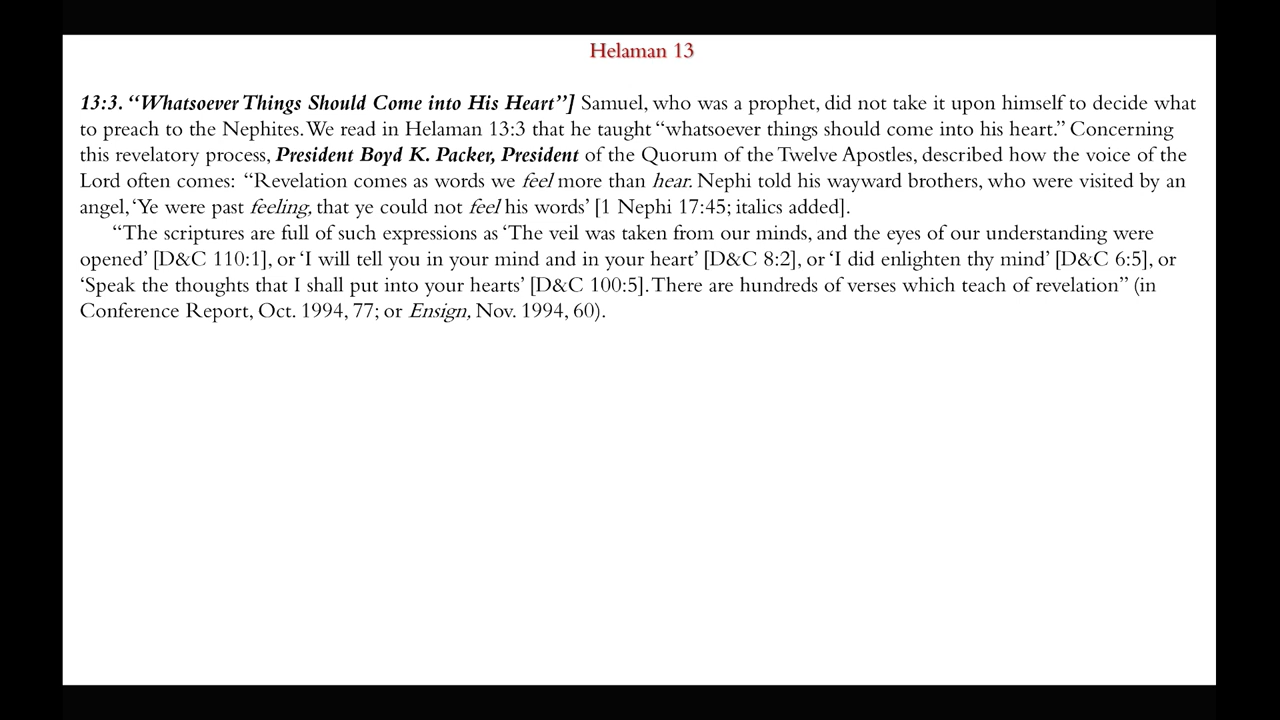 Helaman 13
13:3. “Whatsoever Things Should Come into His Heart”] Samuel, who was a prophet, did not take it upon himself to decide what
to preach to the Nephites. We read in Helaman 13:3 that he taught “whatsoever things should come into his heart.” Concerning
this revelatory process, President Boyd K. Packer, President of the Quorum of the Twelve Apostles, described how the voice of the
Lord often comes: “Revelation comes as words we feel more than hear. Nephi told his wayward brothers, who were visited by an
angel, ‘Ye were past feeling, that ye could not feel his words’ [1 Nephi 17:45; italics added].
“The scriptures are full of such expressions as ‘The veil was taken from our minds, and the eyes of our understanding were
opened’ [D&C 110:1], or ‘I will tell you in your mind and in your heart’ [D&C 8:2], or ‘I did enlighten thy mind’ [D&C 6:5], or
‘Speak the thoughts that I shall put into your hearts’ [D&C 100:5]. There are hundreds of verses which teach of revelation” (in
Conference Report, Oct. 1994, 77; or Ensign, Nov. 1994, 60).